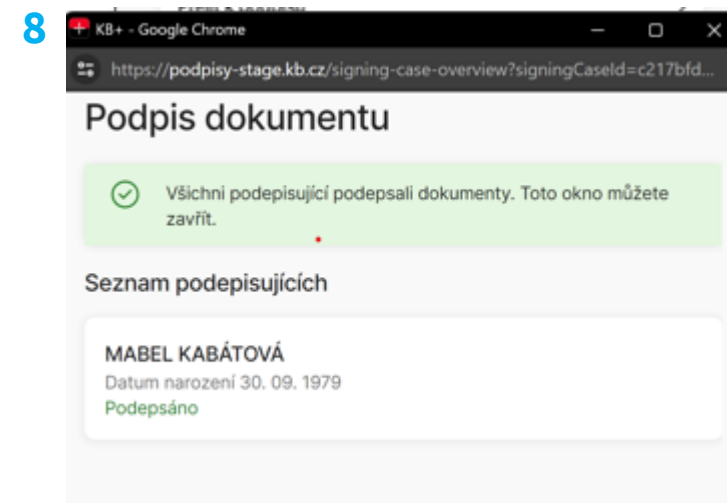 8
KB+ - Google Chrome
https://podpisy-stage.kb.cz/signing-case-overview?signingCaseId=c217bfd...
Podpis dokumentu
Všichni podepisující podepsali dokumenty. Toto okno můžete
zavřít.
Seznam podepisujících
MABEL KABÁTOVÁ
Datum narození 30. 09. 1979
Podepsáno